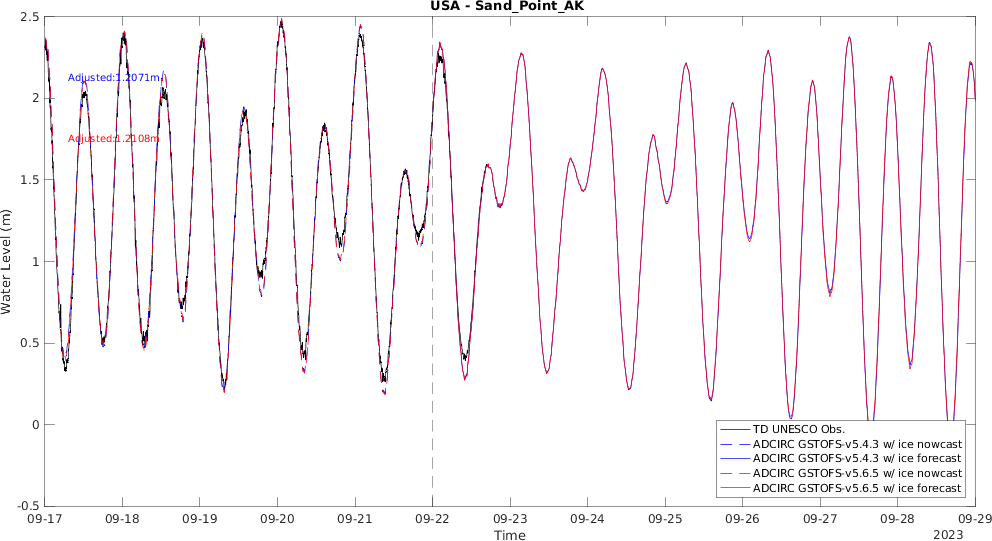 USA - Sand_Point_AK
2.5
2
1.5
1
0.5
0
-0.5
Water Level (m)
Adjusted:1.2071m
Adjusted:1.2108m
TD UNESCO Obs.
ADCIRC GSTOFS-v5.4.3 w/ ice nowcast
ADCIRC GSTOFS-v5.4.3 w/ ice forecast
ADCIRC GSTOFS-v5.6.5 w/ ice nowcast
ADCIRC GSTOFS-v5.6.5 w/ ice forecast
09-17 09-18 09-19 09-20 09-21 09-22 09-23 09-24 09-25 09-26 09-27 09-28 09-29
Time
2023